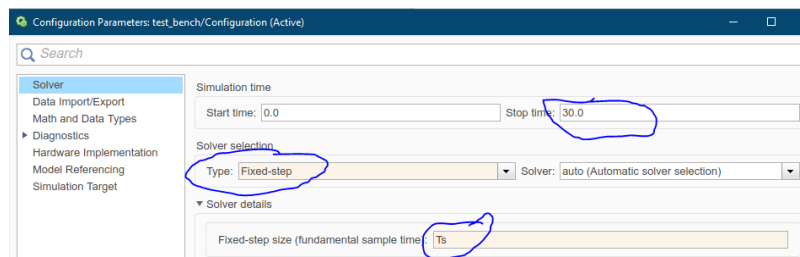 Configuration Parameters: test_bench/Configuration (Active)
Search
Solver
Data Import/Export
Math and Data Types
Diagnostics
Hardware Implementation
Model Referencing
Simulation Target
Simulation time
Start time: 0.0 Stop time: 30.0
Solver selection
Type: Fixed-step Solver: auto (Automatic solver selection)
Solver details
Fixed-step size (fundamental sample time): Ts